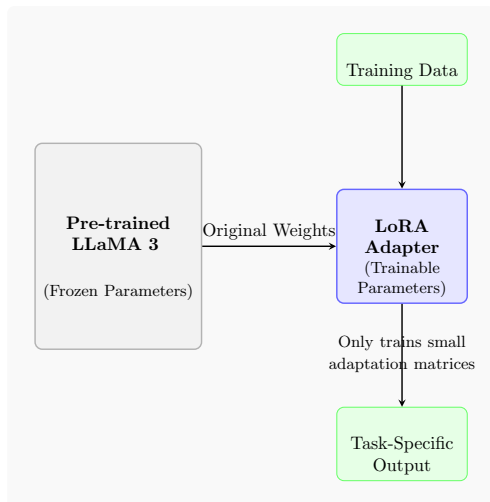 Training Data
Pre-trained
LLaMA 3
(Frozen Parameters)
Original Weights
LoRA
Adapter
(Trainable
Parameters)
Only trains small
adaptation matrices
Task-Specific
Output